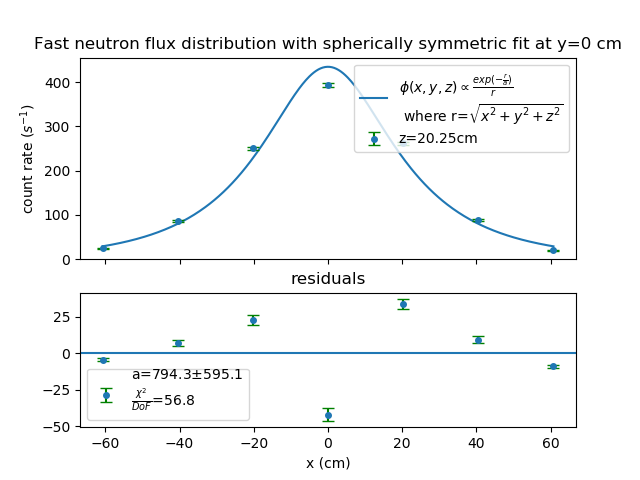 Fast neutron flux distribution with spherically symmetric fit at y=0 cm
count rate (s⁻¹)
400
300
200
100
0
ϕ(x, y, z) ∝ exp(−r/a)/r
where r=√x² + y² + z²
z=20.25cm
residuals
25
0
−25
−50
a=794.3±595.1
χ²/DoF=56.8
−60 −40 −20 0 20 40 60
x (cm)